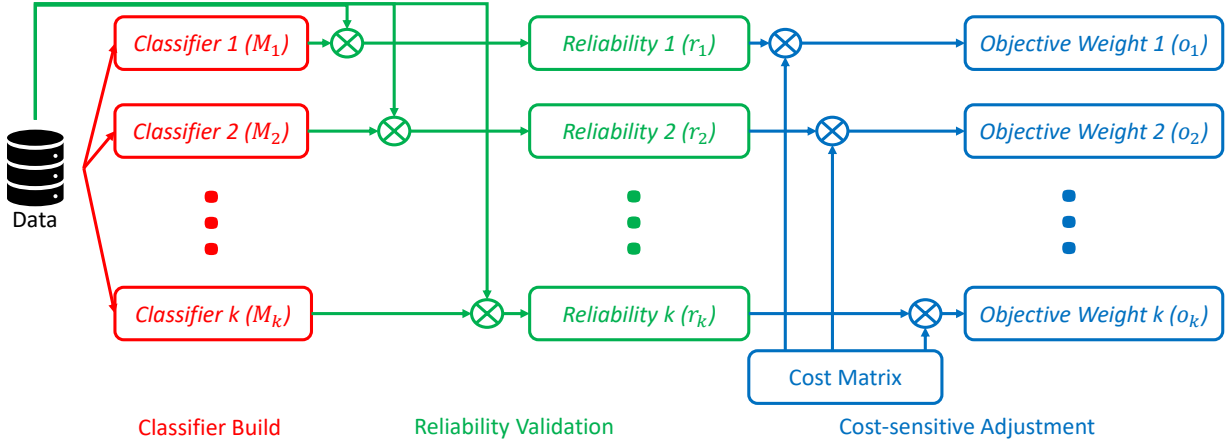 Classifier 1 (M₁)
Reliability 1 (r₁)
Objective Weight 1 (o₁)
Classifier 2 (M₂)
Reliability 2 (r₂)
Objective Weight 2 (o₂)
Data
Classifier k (Mₖ)
Reliability k (rₖ)
Objective Weight k (oₖ)
Cost Matrix
Classifier Build
Reliability Validation
Cost-sensitive Adjustment